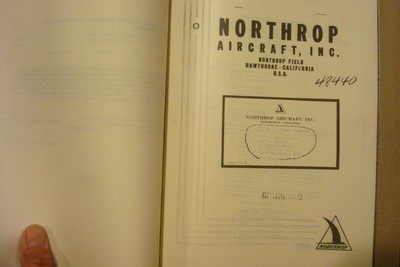 NORTHROP
AIRCRAFT, INC.
NORTHROP FIELD
HAWTHORNE - CALIFORNIA
U.S.A.
48440
NORTHROP AIRCRAFT, INC.
NORTHROP